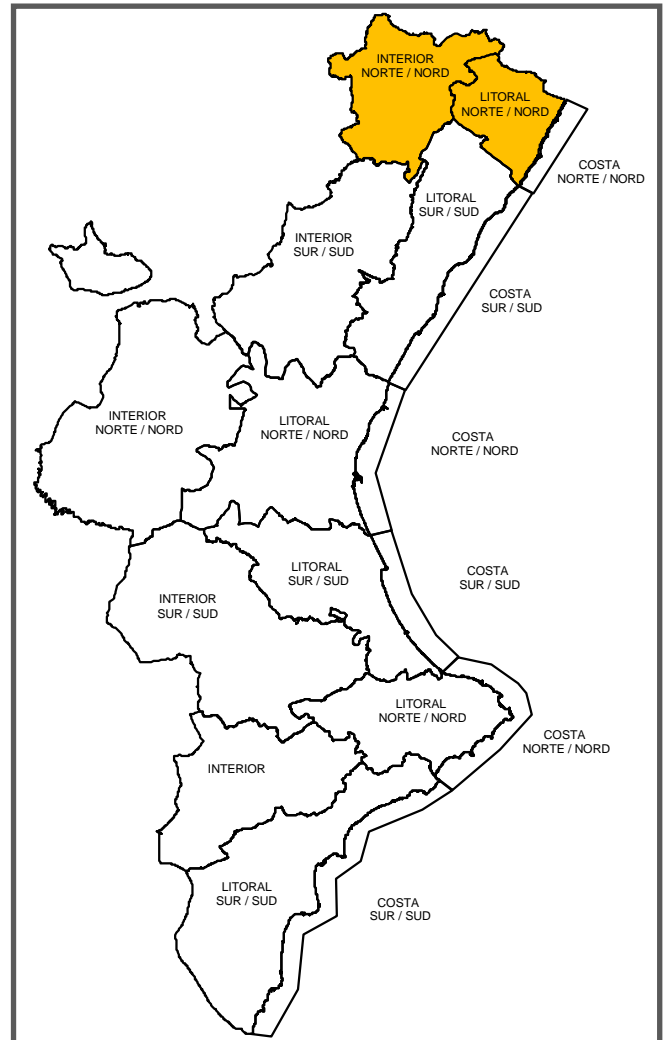 INTERIOR
NORTE / NORD
LITORAL
NORTE / NORD
COSTA
NORTE / NORD
LITORAL
SUR / SUD
INTERIOR
SUR / SUD
COSTA
SUR / SUD
INTERIOR
NORTE / NORD
LITORAL
NORTE / NORD
COSTA
NORTE / NORD
LITORAL
SUR / SUD
COSTA
SUR / SUD
INTERIOR
SUR / SUD
LITORAL
NORTE / NORD
COSTA
NORTE / NORD
INTERIOR
LITORAL
SUR / SUD
COSTA
SUR / SUD